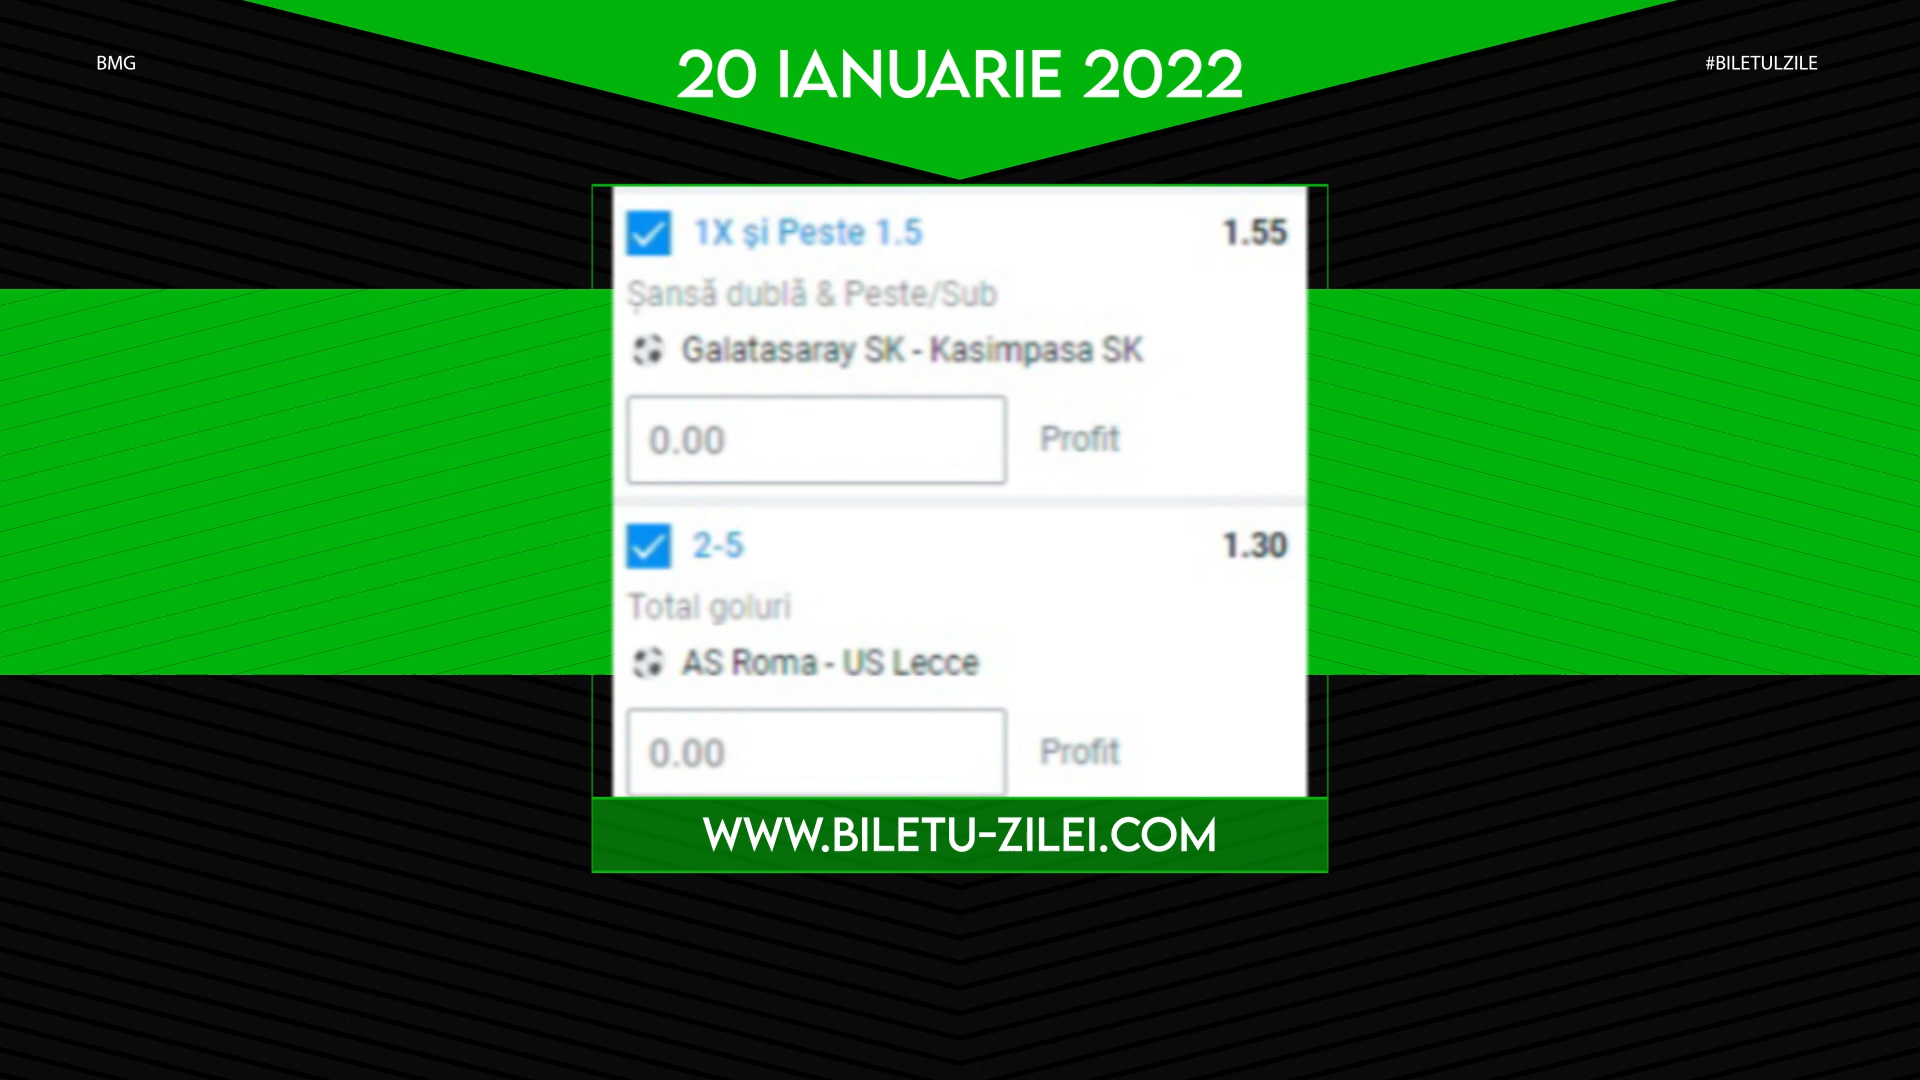 BMG
20 IANUARIE 2022
#BILETULZILE
1X și Peste 1.5
1.55
Șansă dublă & Peste/Sub
Galatasaray SK - Kasimpasa SK
0.00
Profit
2-5
1.30
Total goluri
AS Roma - US Lecce
0.00
Profit
WWW.BILETU-ZILEI.COM